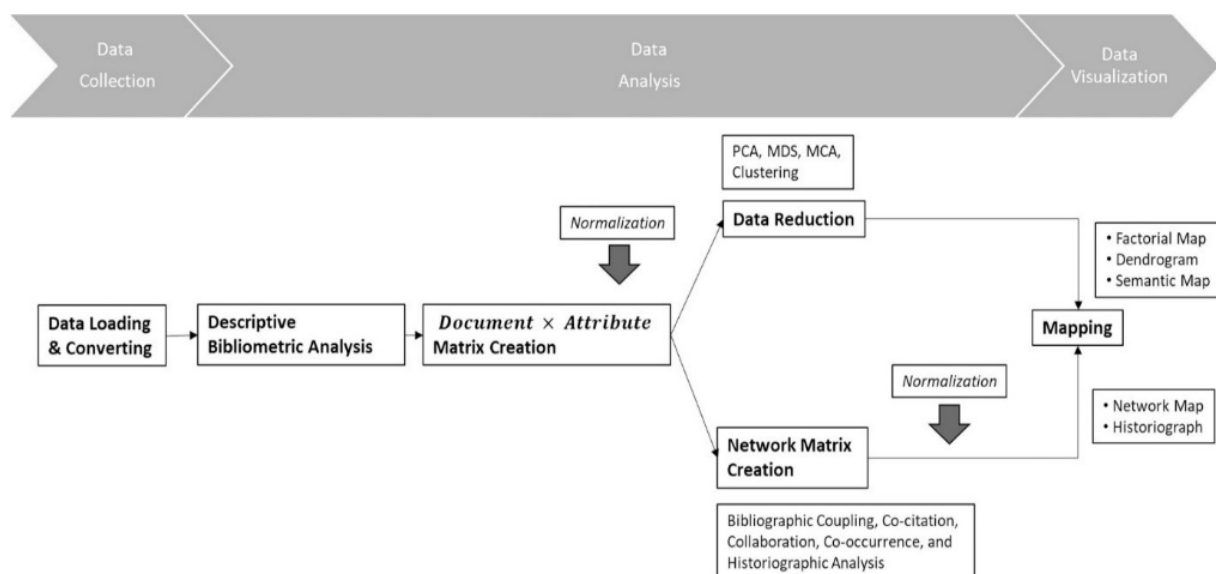 Data
Collection
Data
Analysis
Data
Visualization
PCA, MDS, MCA,
Clustering
Normalization
Data Reduction
• Factorial Map
• Dendrogram
• Semantic Map
Data Loading
& Converting
Descriptive
Bibliometric Analysis
Document × Attribute
Matrix Creation
Mapping
Normalization
• Network Map
• Historiograph
Network Matrix
Creation
Bibliographic Coupling, Co-citation,
Collaboration, Co-occurrence, and
Historiographic Analysis